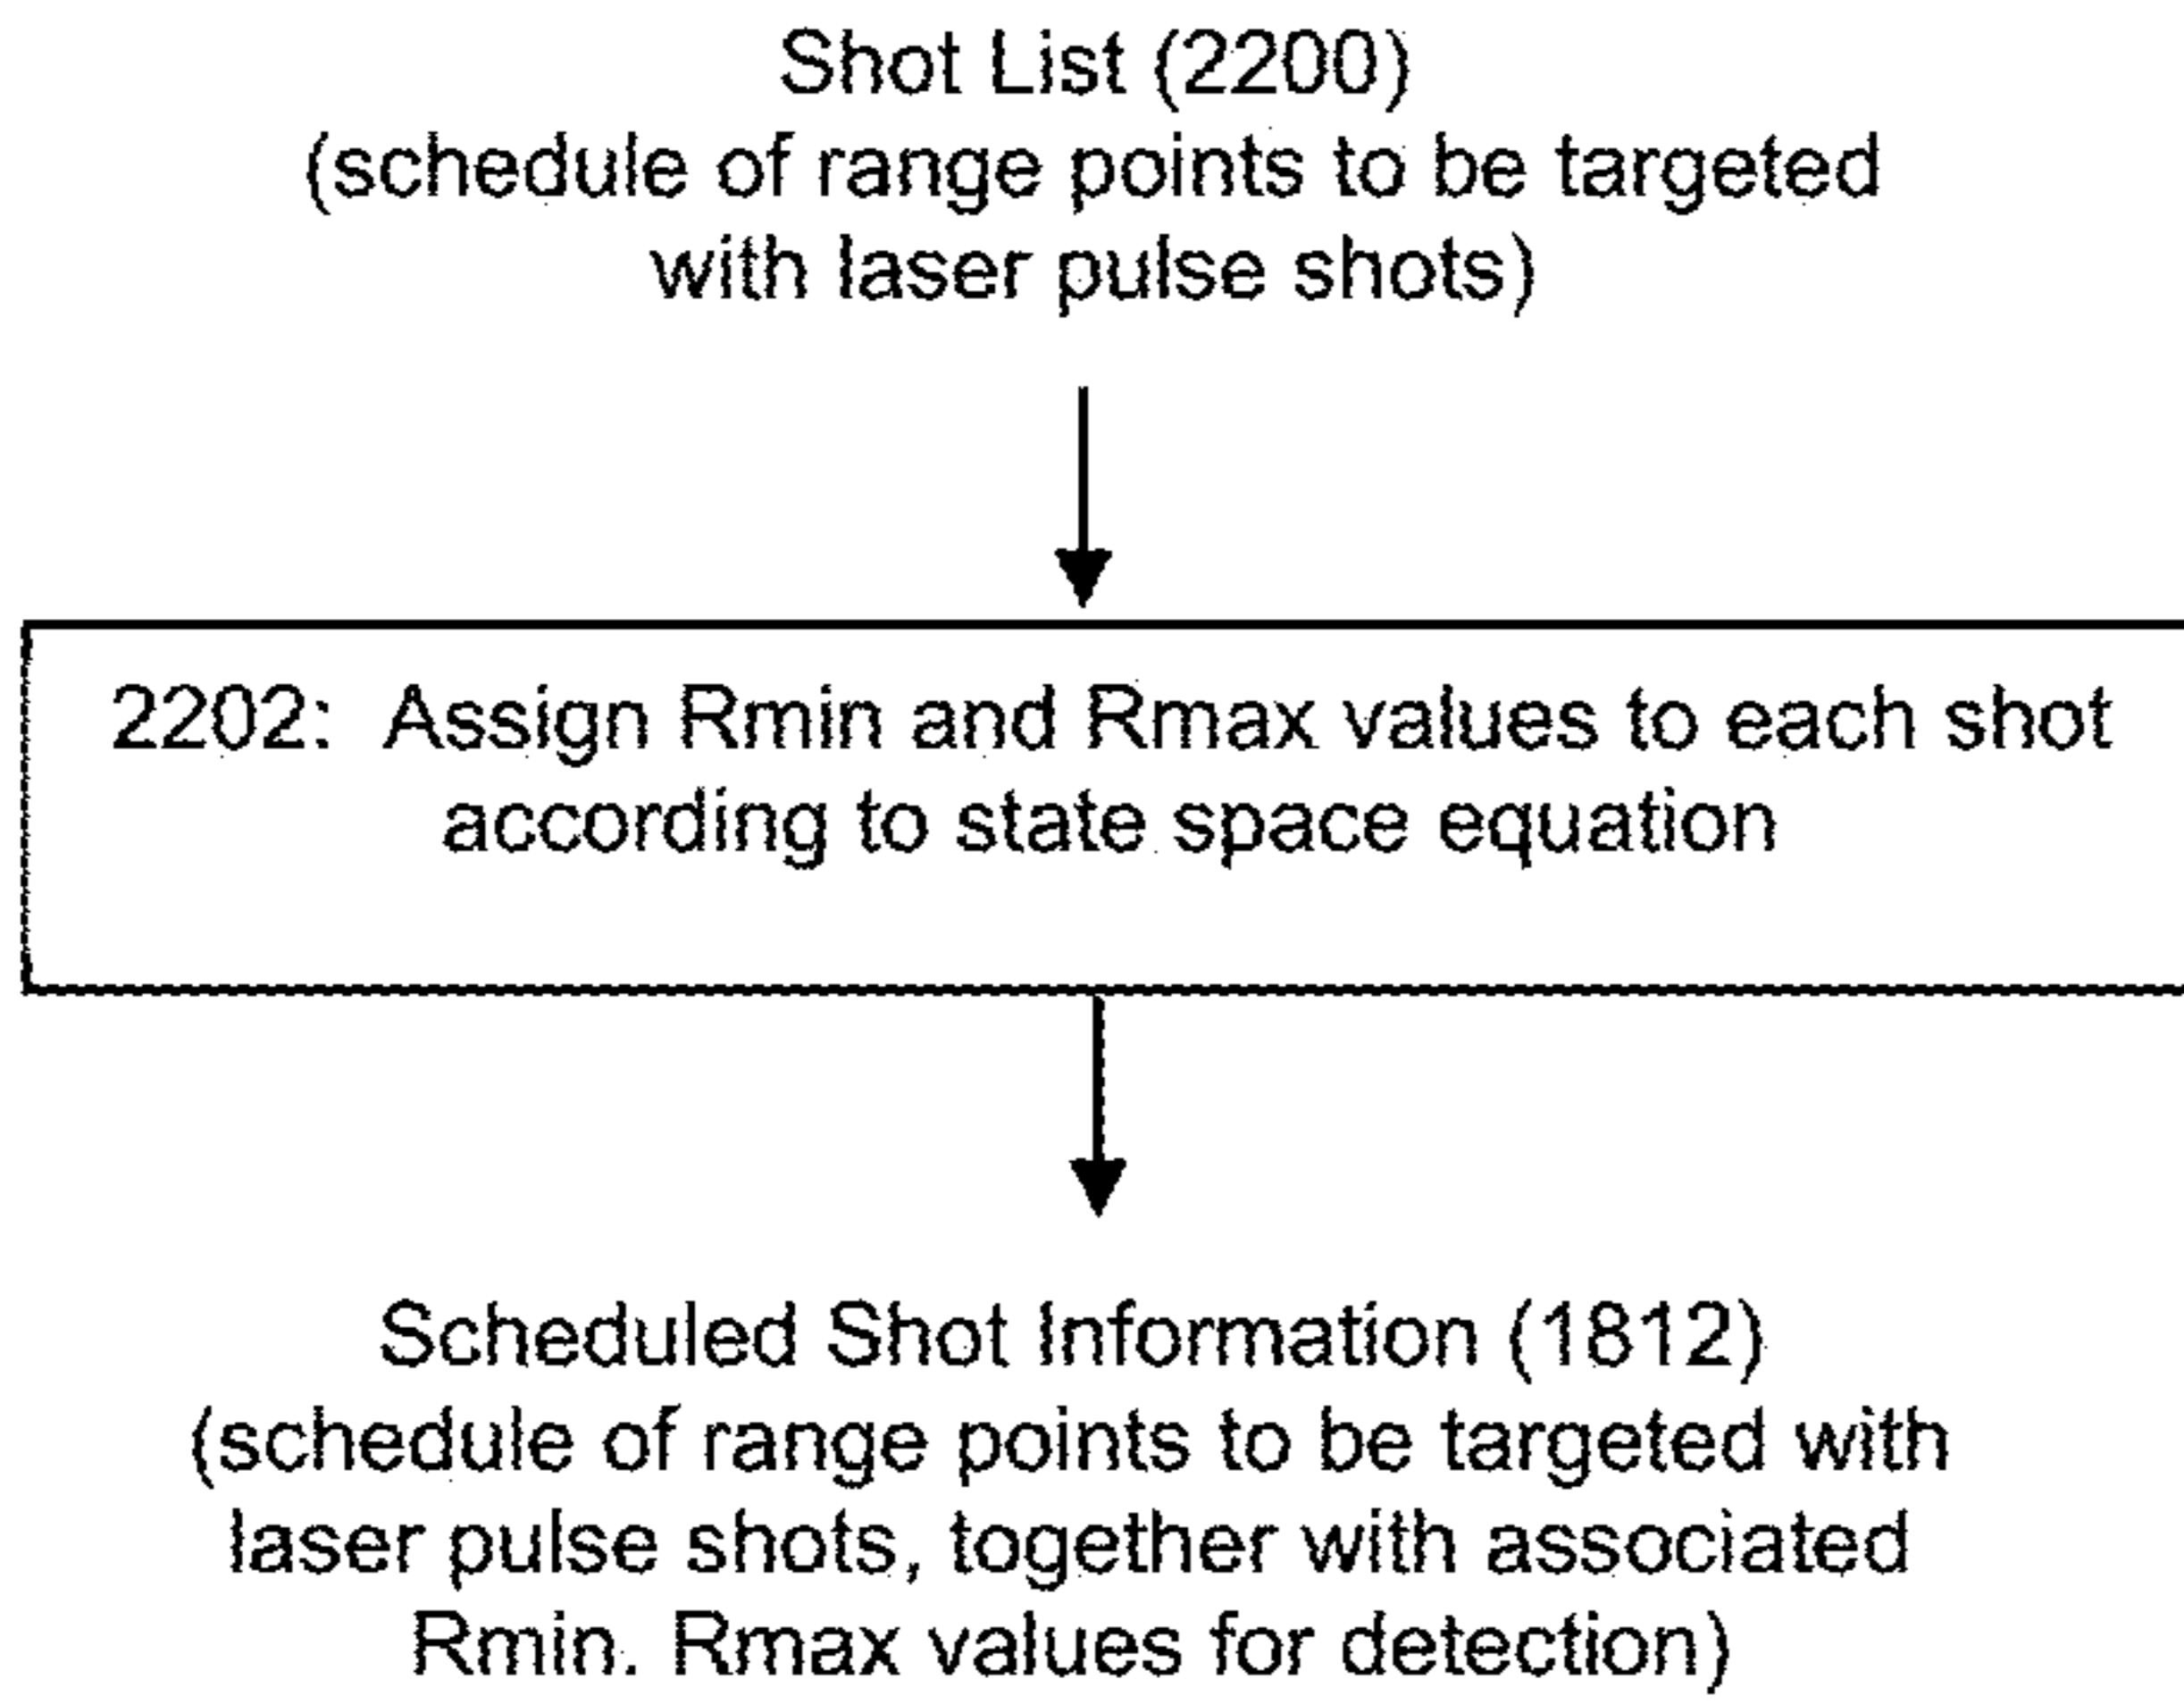 Shot List (2200)
(schedule of range points to be targeted
with laser pulse shots)
2202: Assign Rmin and Rmax values to each shot
according to state space equation
Scheduled Shot Information (1812)
(schedule of range points to be targeted with
laser pulse shots, together with associated
Rmin. Rmax values for detection)